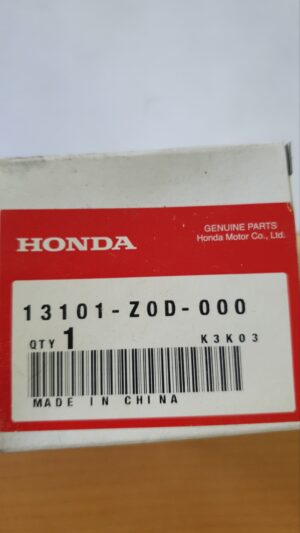 GENUINE PARTS
HONDA Honda Motor Co., Ltd.
13101-Z0D-000
QTY 1 K3K03
MADE IN CHINA